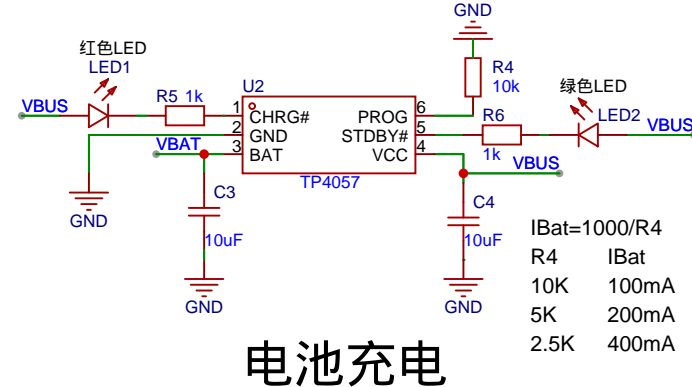 GND
红色LED
LED1
R4
10k
绿色LED
LED2
VBUS
R5 1k
U2
R6
1k
VBUS
1 CHRG#
2 GND
3 BAT
PROG 6
STDBY# 5
VCC 4
VBAT
TP4057
VBUS
GND
C3
10uF
GND
C4
10uF
GND
IBat=1000/R4
R4 IBat
10K 100mA
5K 200mA
2.5K 400mA
电池充电